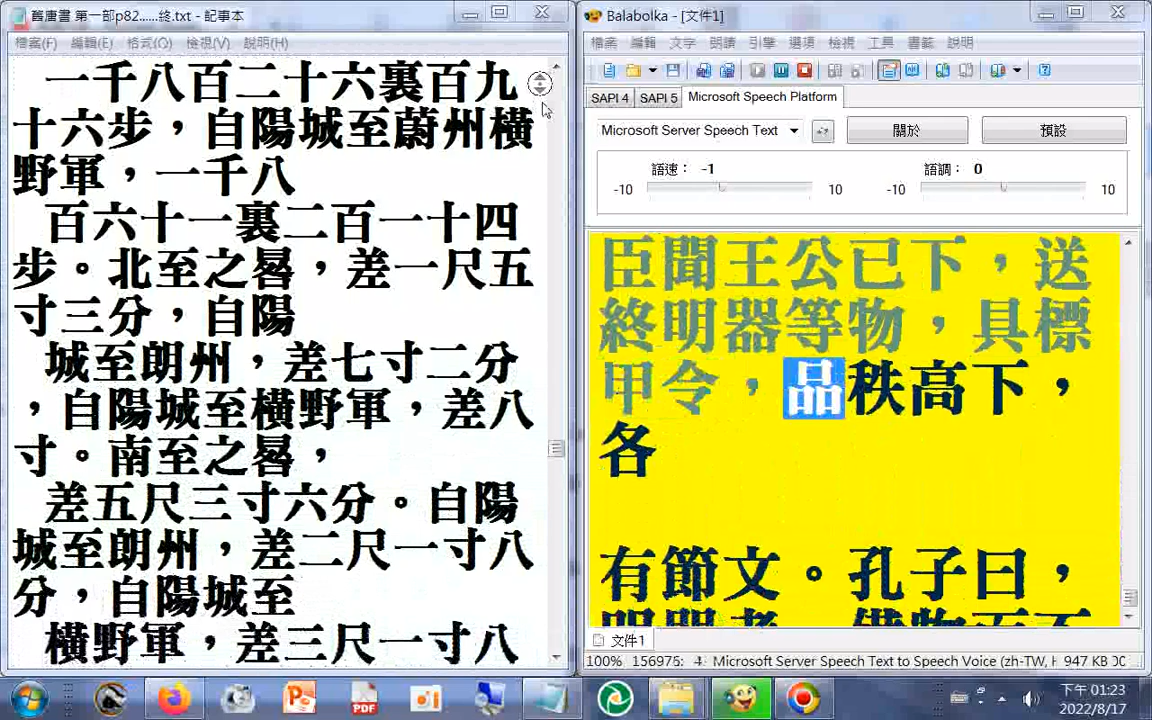 舊唐書 第一部p82......終.txt - 記事本
檔案(F) 編輯(E) 格式(O) 檢視(V) 說明(H)
一千八百二十六裏百九
十六步，自陽城至蔚州橫
野軍，一千八
百六十一裏二百一十四
步。北至之晷，差一尺五
寸三分，自陽
城至朗州，差七寸二分
，自陽城至橫野軍，差八
寸。南至之晷，
差五尺三寸六分。自陽
城至朗州，差二尺一寸八
分，自陽城至
橫野軍，差三尺一寸八
Balabolka - [文件1]
檔案 編輯 文字 朗讀 引擎 選項 檢視 工具 書籤 說明
SAPI 4 SAPI 5 Microsoft Speech Platform
Microsoft Server Speech Text 關於 預設
語速： -1 語調： 0
-10 10 -10 10
臣聞王公已下，送
終明器等物，具標
甲令，品秩高下，
各
有節文。孔子曰，
明器者，備物而不
文件1
100% 156975: 4 Microsoft Server Speech Text to Speech Voice (zh-TW, H 947 KB
下午 01:23
2022/8/17